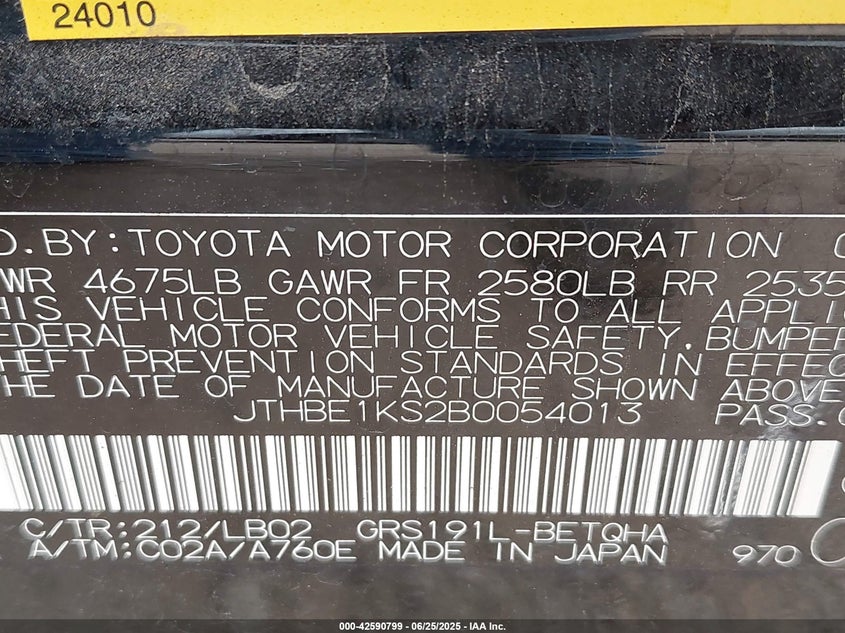 24010
D.BY:TOYOTA MOTOR CORPORATION
WR 4675LB GAWR FR 2580LB RR 2535
HIS VEHICLE CONFORMS TO ALL APPLI
EDERAL MOTOR VEHICLE SAFETY, BUMPER
HEFT PREVENTION STANDARDS IN EFFEC
THE DATE OF MANUFACTURE SHOWN ABOVE
JTHBE1KS2B0054013 PASS.
C/TR:212/LB02 GRS191L-BETQHA
A/TM:C02A/A760E MADE IN JAPAN 970
000-42590799 - 06/25/2025 - IAA Inc.